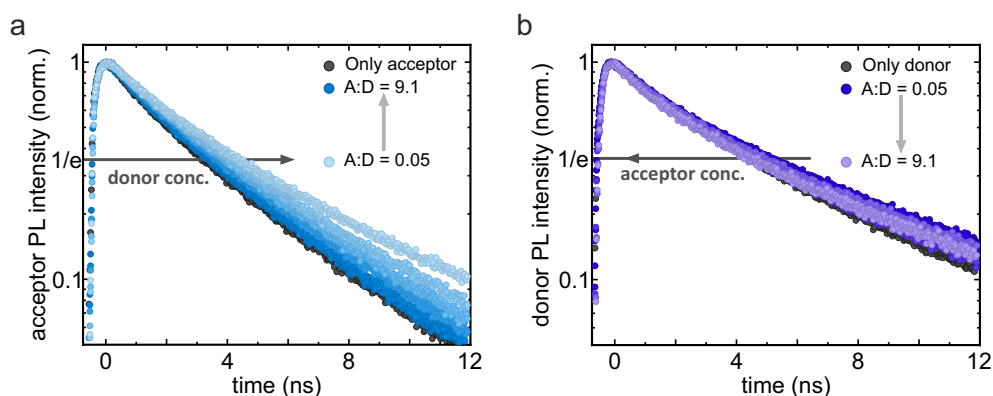 a
acceptor PL intensity (norm.)
1
1/e
0.1
Only acceptor
A:D = 9.1
A:D = 0.05
donor conc.
0
4
8
12
time (ns)
b
donor PL intensity (norm.)
1
1/e
0.1
Only donor
A:D = 0.05
A:D = 9.1
acceptor conc.
0
4
8
12
time (ns)